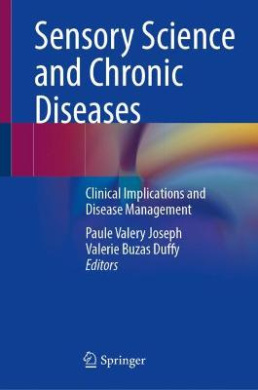 Sensory Science
and Chronic
Diseases
Clinical Implications and
Disease Management
Paule Valery Joseph
Valerie Buzas Duffy
Editors
Springer